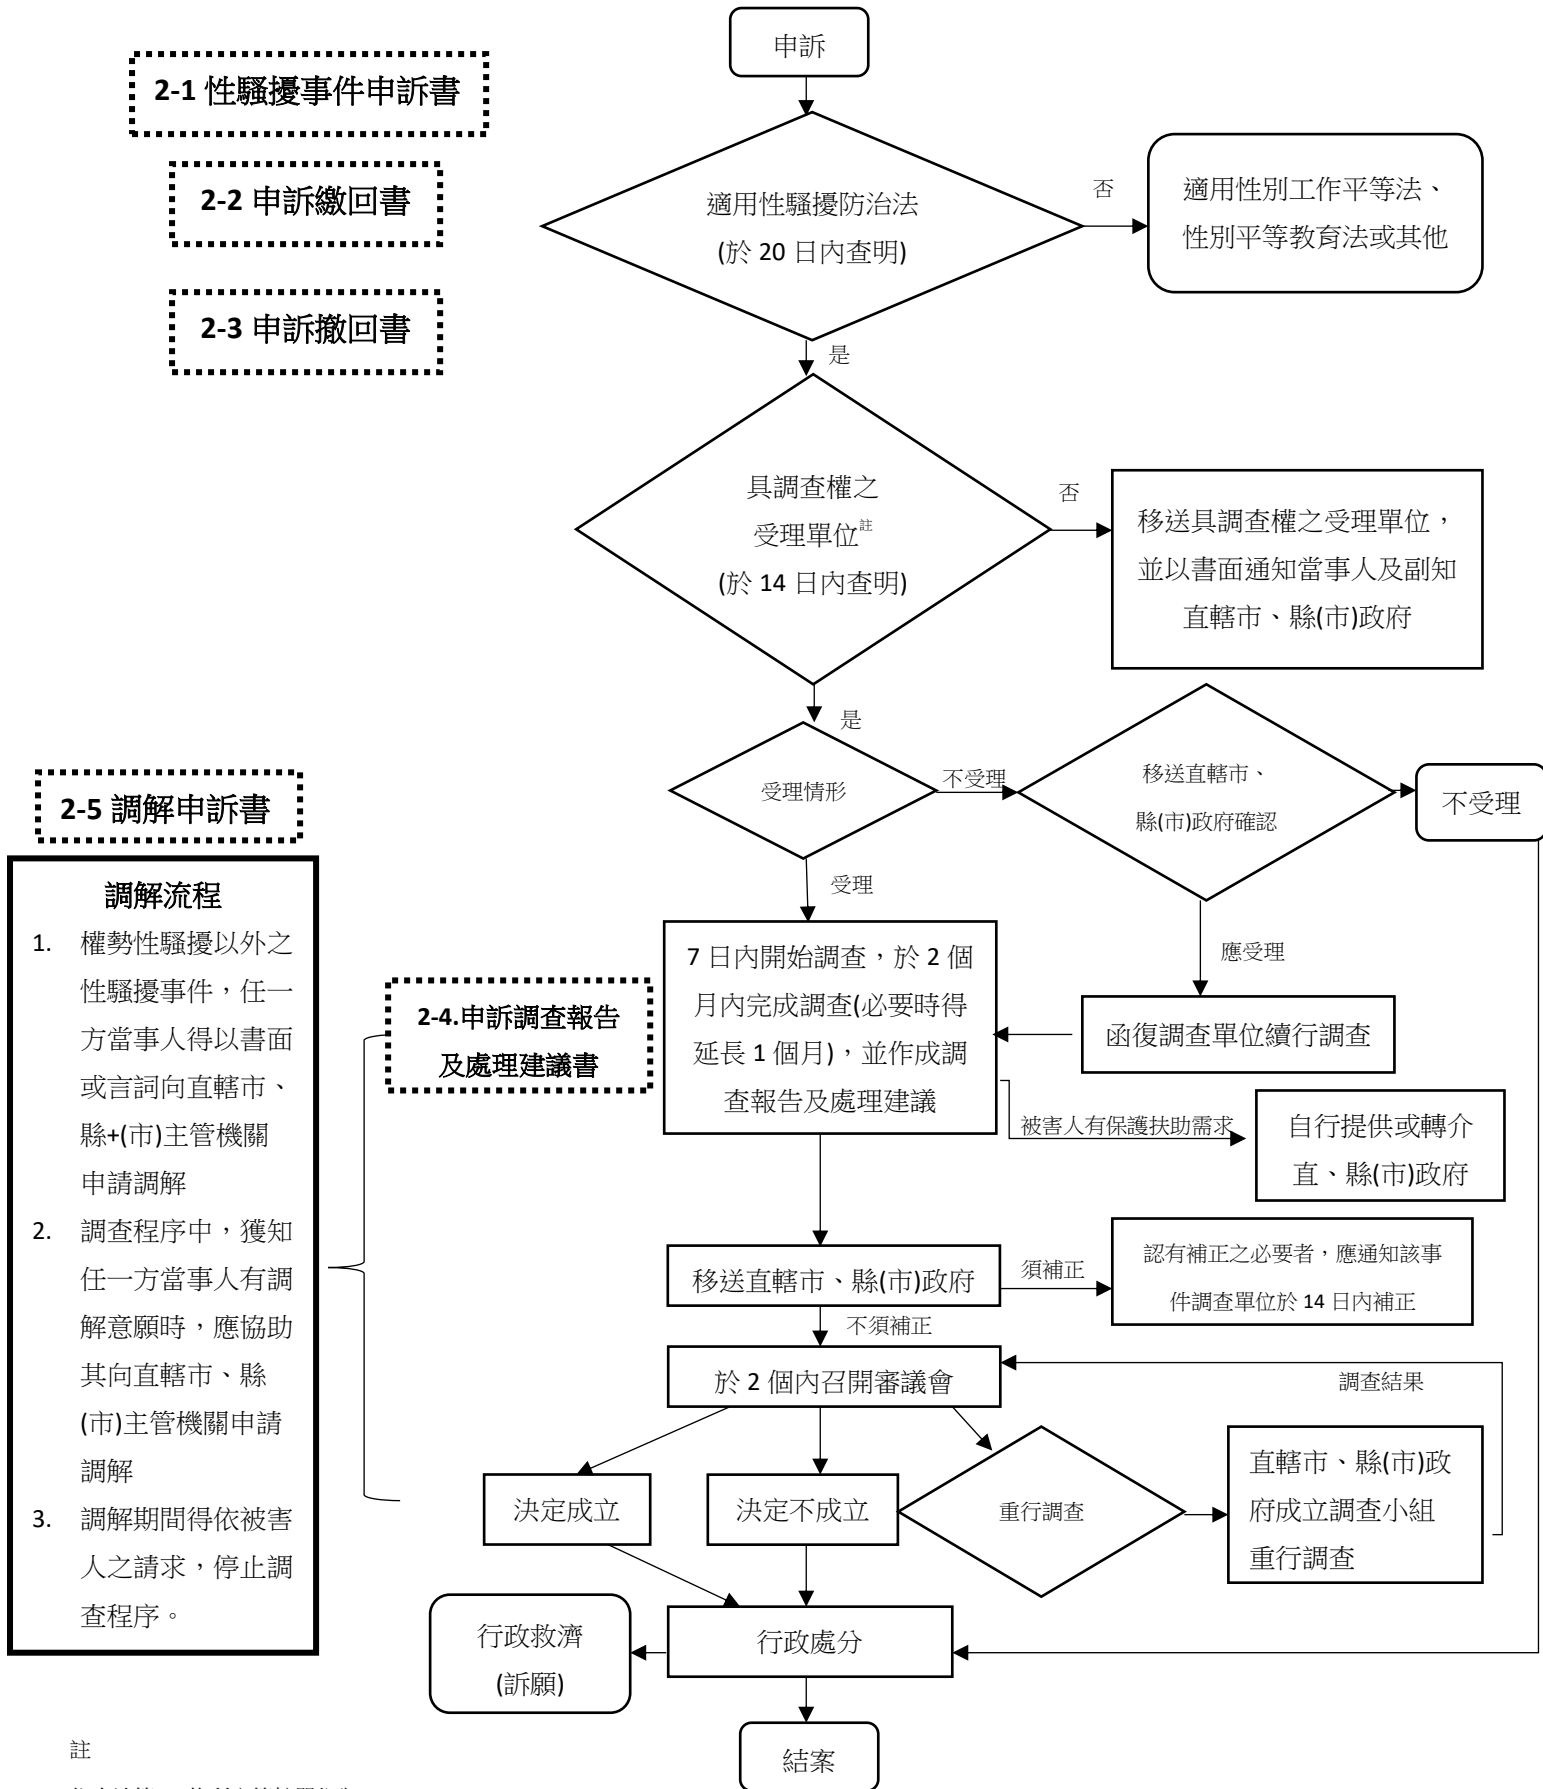 申訴
2-1 性騷擾事件申訴書
2-2 申訴繳回書
2-3 申訴撤回書
適用性騷擾防治法
(於 20 日內查明)
否
適用性別工作平等法、
性別平等教育法或其他
是
具調查權之
受理單位註
(於 14 日內查明)
否
移送具調查權之受理單位，
並以書面通知當事人及副知
直轄市、縣(市)政府
是
受理情形
不受理
移送直轄市、
縣(市)政府確認
不受理
2-5 調解申訴書
調解流程
1. 權勢性騷擾以外之
性騷擾事件，任一
方當事人得以書面
或言詞向直轄市、
縣+(市)主管機關
申請調解
2. 調查程序中，獲知
任一方當事人有調
解意願時，應協助
其向直轄市、縣
(市)主管機關申請
調解
3. 調解期間得依被害
人之請求，停止調
查程序。
受理
應受理
2-4.申訴調查報告
及處理建議書
7 日內開始調查，於 2 個
月內完成調查(必要時得
延長 1 個月)，並作成調
查報告及處理建議
函復調查單位續行調查
被害人有保護扶助需求
自行提供或轉介
直、縣(市)政府
移送直轄市、縣(市)政府
須補正
認有補正之必要者，應通知該事
件調查單位於 14 日內補正
不須補正
於 2 個內召開審議會
調查結果
決定成立
決定不成立
重行調查
直轄市、縣(市)政
府成立調查小組
重行調查
行政救濟
(訴願)
行政處分
結案
註